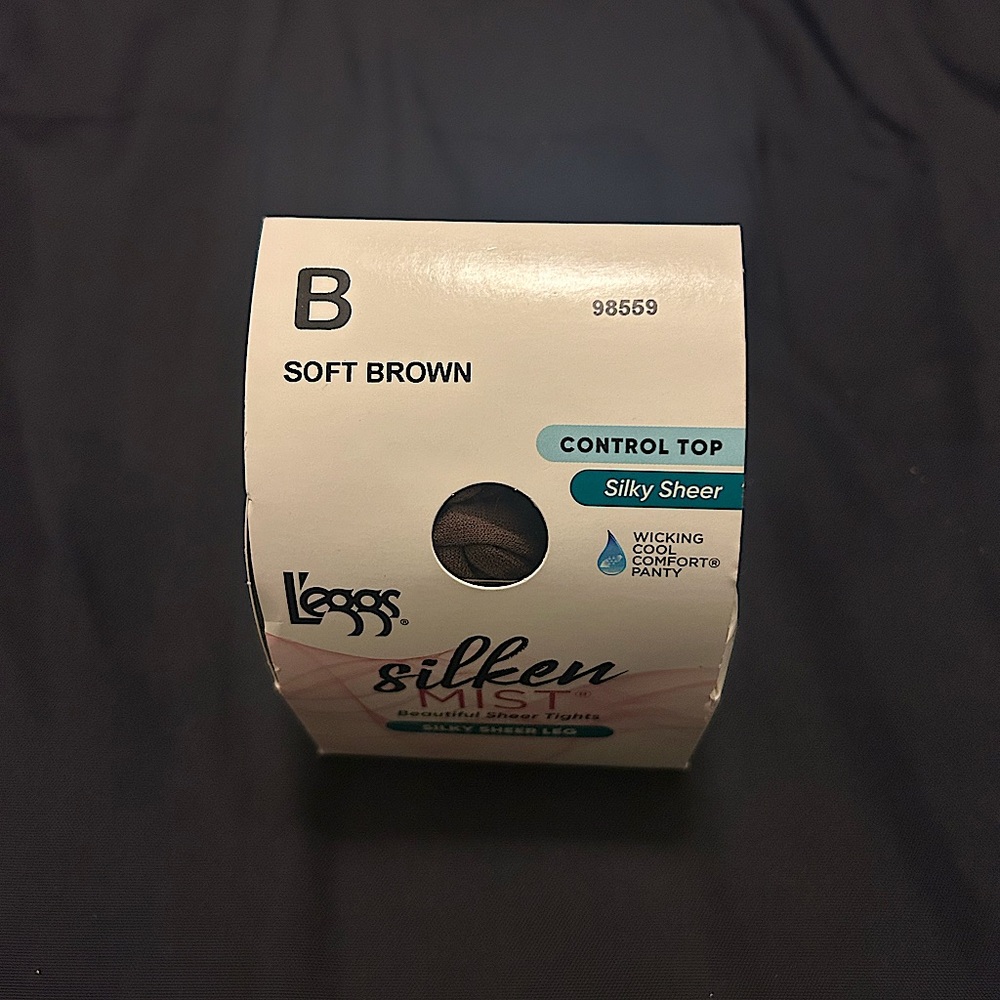 B
98559
SOFT BROWN
CONTROL TOP
Silky Sheer
WICKING
COOL
COMFORT®
PANTY
L'eggs®
silken
MIST®
Beautiful Sheer Tights
SILKY SHEER LEG